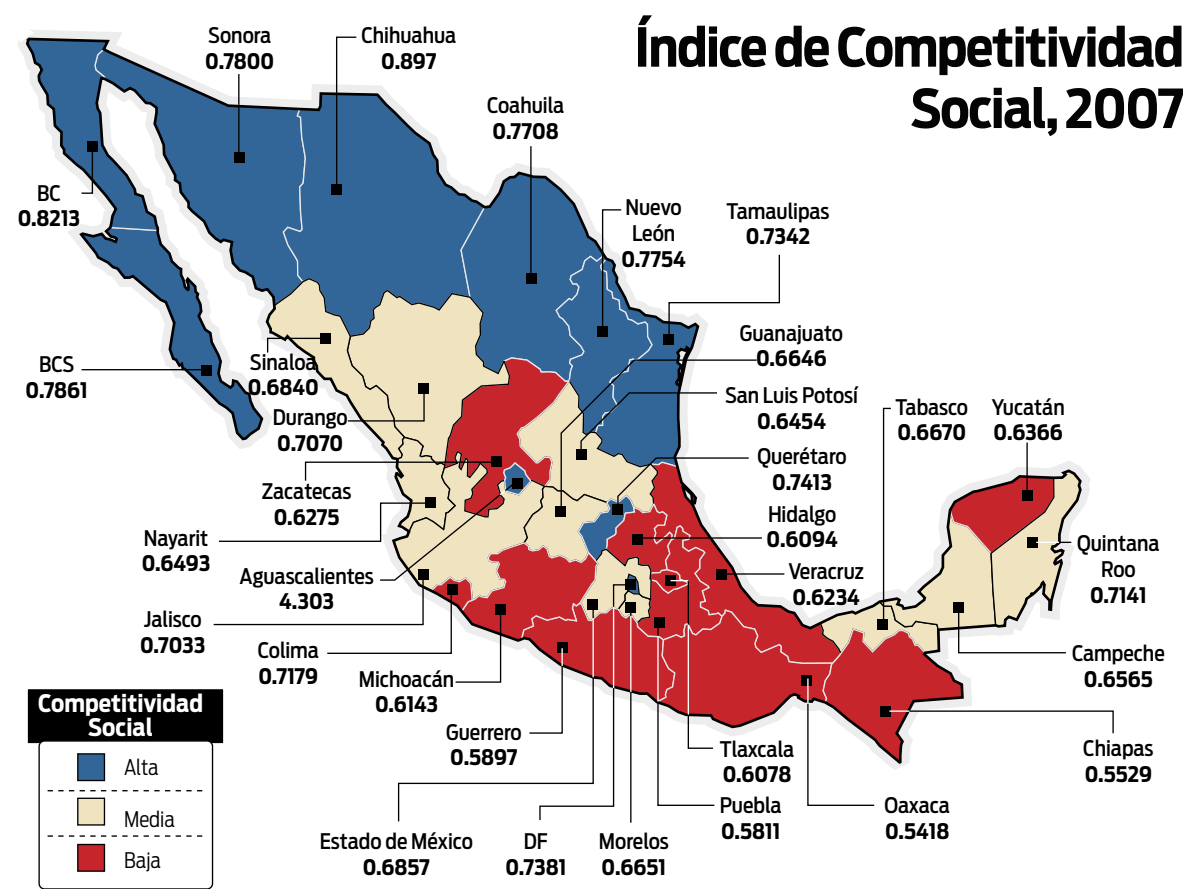 Índice de Competitividad
Social, 2007
Sonora
0.7800
Chihuahua
0.897
Coahuila
0.7708
BC
0.8213
Nuevo
León
0.7754
Tamaulipas
0.7342
Guanajuato
0.6646
BCS
0.7861
Sinaloa
0.6840
San Luis Potosí
0.6454
Tabasco
0.6670
Yucatán
0.6366
Durango
0.7070
Querétaro
0.7413
Zacatecas
0.6275
Hidalgo
0.6094
Nayarit
0.6493
Quintana
Roo
0.7141
Aguascalientes
4.303
Veracruz
0.6234
Jalisco
0.7033
Colima
0.7179
Campeche
0.6565
Michoacán
0.6143
Guerrero
0.5897
Tlaxcala
0.6078
Chiapas
0.5529
Puebla
0.5811
Oaxaca
0.5418
Estado de México
0.6857
DF
0.7381
Morelos
0.6651
Competitividad
Social
Alta
Media
Baja